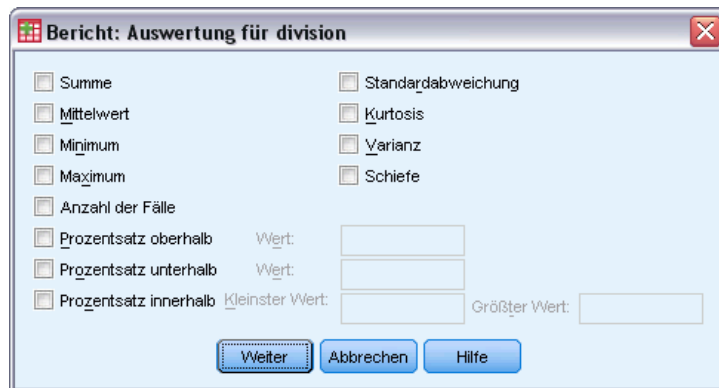 Bericht: Auswertung für division
Summe
Standardabweichung
Mittelwert
Kurtosis
Minimum
Varianz
Maximum
Schiefe
Anzahl der Fälle
Prozentsatz oberhalb Wert:
Prozentsatz unterhalb Wert:
Prozentsatz innerhalb Kleinster Wert: Größter Wert:
Weiter Abbrechen Hilfe